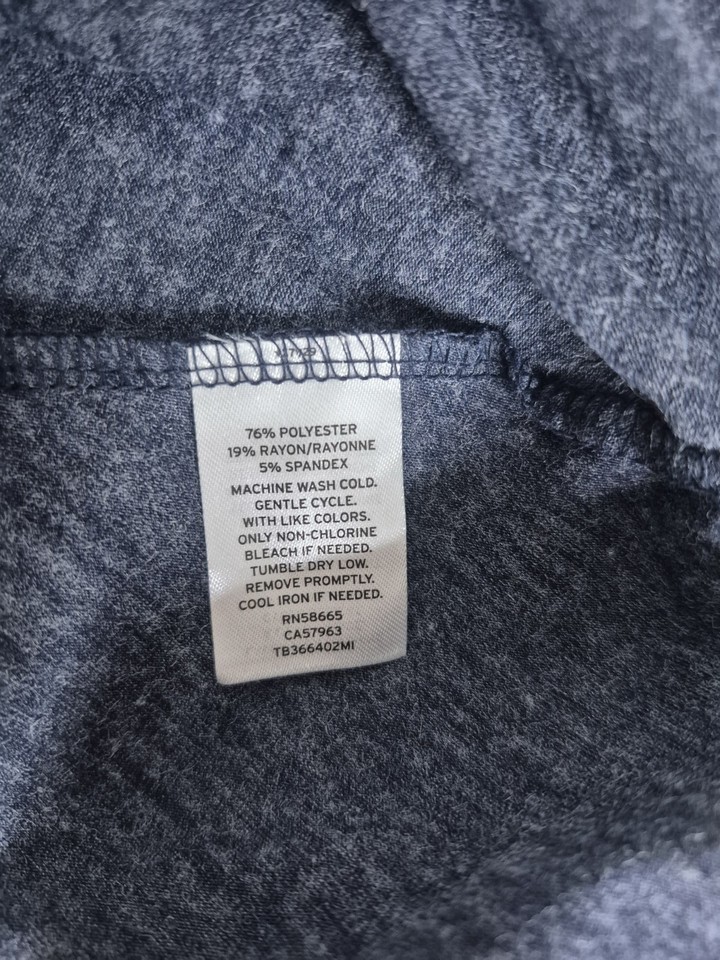 76% POLYESTER
19% RAYON/RAYONNE
5% SPANDEX
MACHINE WASH COLD.
GENTLE CYCLE.
WITH LIKE COLORS.
ONLY NON-CHLORINE
BLEACH IF NEEDED.
TUMBLE DRY LOW.
REMOVE PROMPTLY.
COOL IRON IF NEEDED.
RN58665
CA57963
TB366402MI